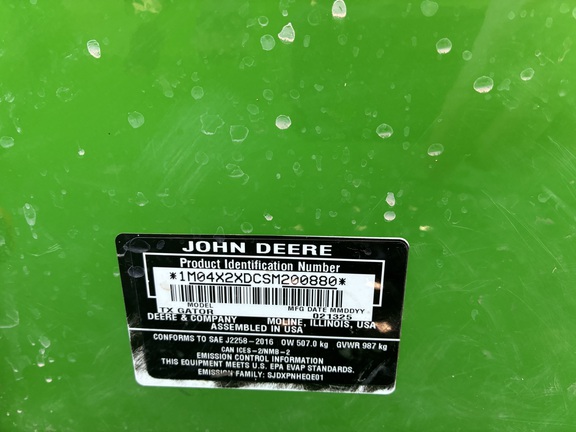 JOHN DEERE
Product Identification Number
*1M04X2XDCSM200880*
MODEL MFG DATE MMDDYY
TX GATOR 021325
DEERE & COMPANY MOLINE, ILLINOIS, USA
ASSEMBLED IN USA
CONFORMS TO SAE J2258-2016 OW 507.0 kg GVWR 987 kg
CAN ICES-2/NMB-2
EMISSION CONTROL INFORMATION
THIS EQUIPMENT MEETS U.S. EPA EVAP STANDARDS.
EMISSION FAMILY: SJDXPNHEQE01